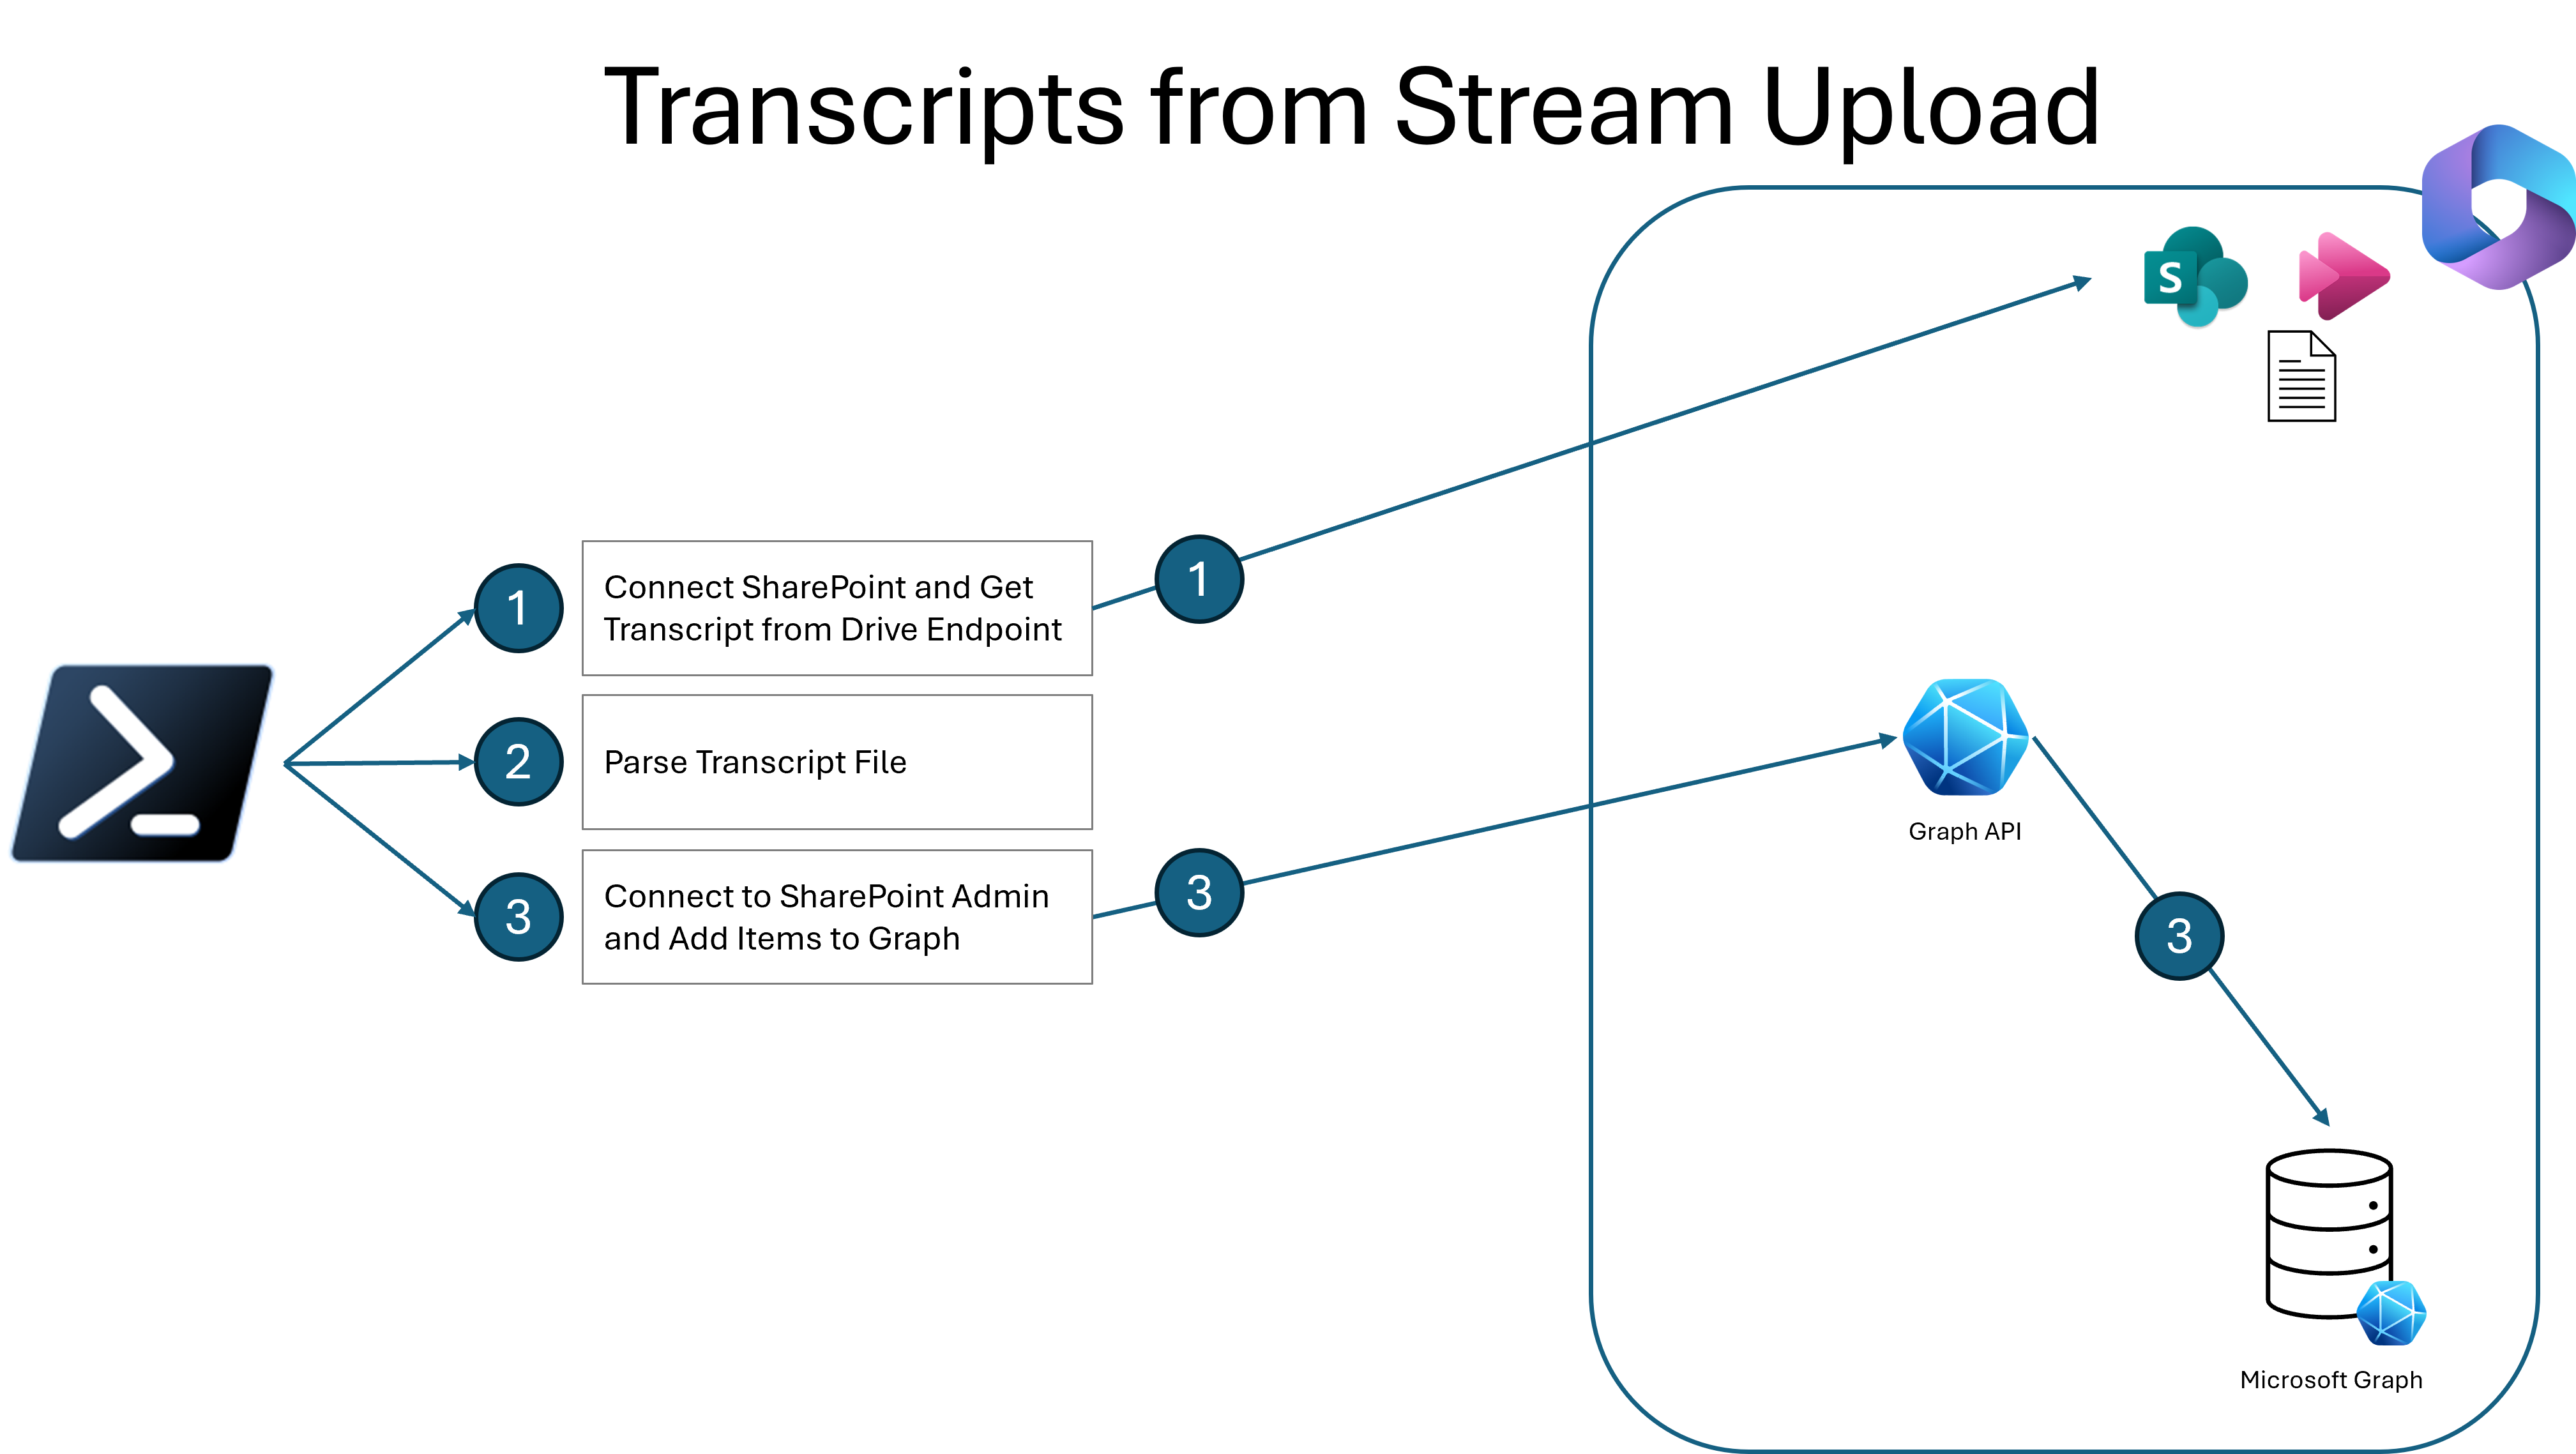 Transcripts from Stream Upload
S
1
Connect SharePoint and Get
Transcript from Drive Endpoint
1
2
Parse Transcript File
Graph API
3
Connect to SharePoint Admin
and Add Items to Graph
3
3
Microsoft Graph